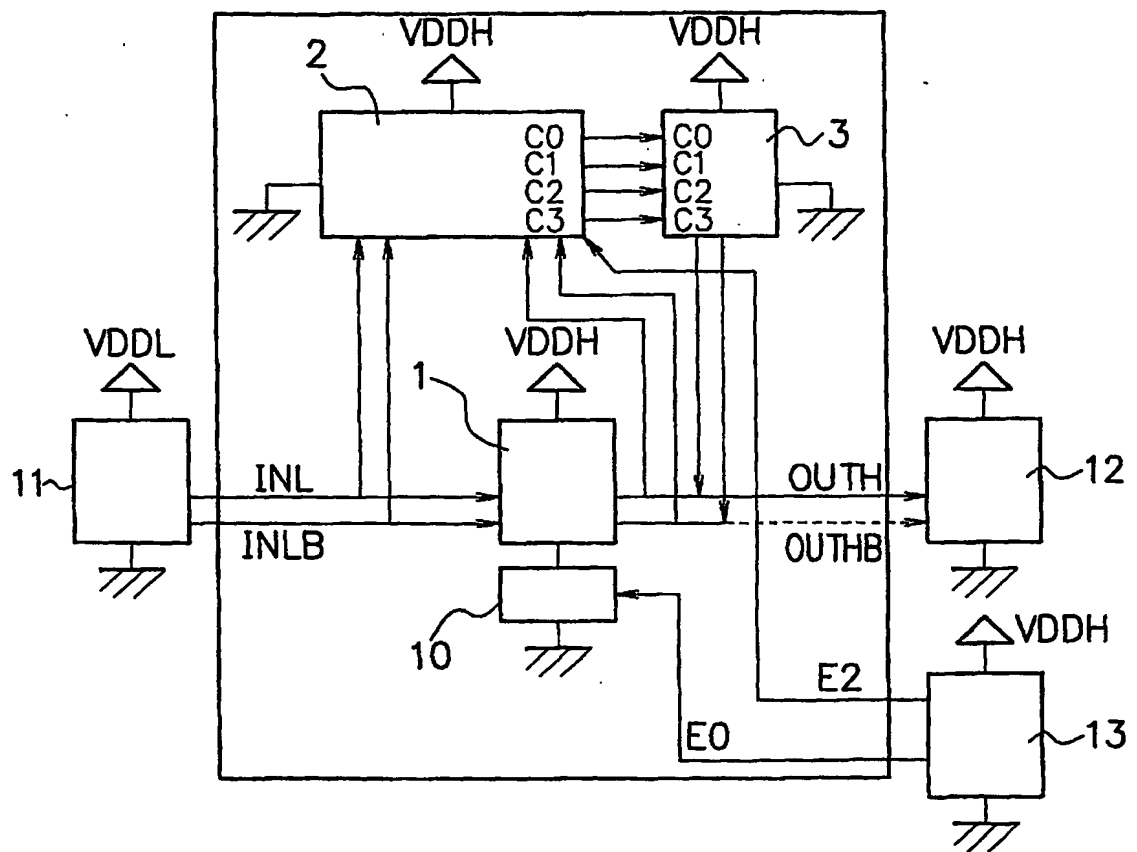 VDDH
VDDH
2
C0
C1
C2
C3
C0
C1
C2
C3
3
VDDL
VDDH
VDDH
1
11
INL
INLB
OUTH
OUTHB
12
10
VDDH
E2
E0
13